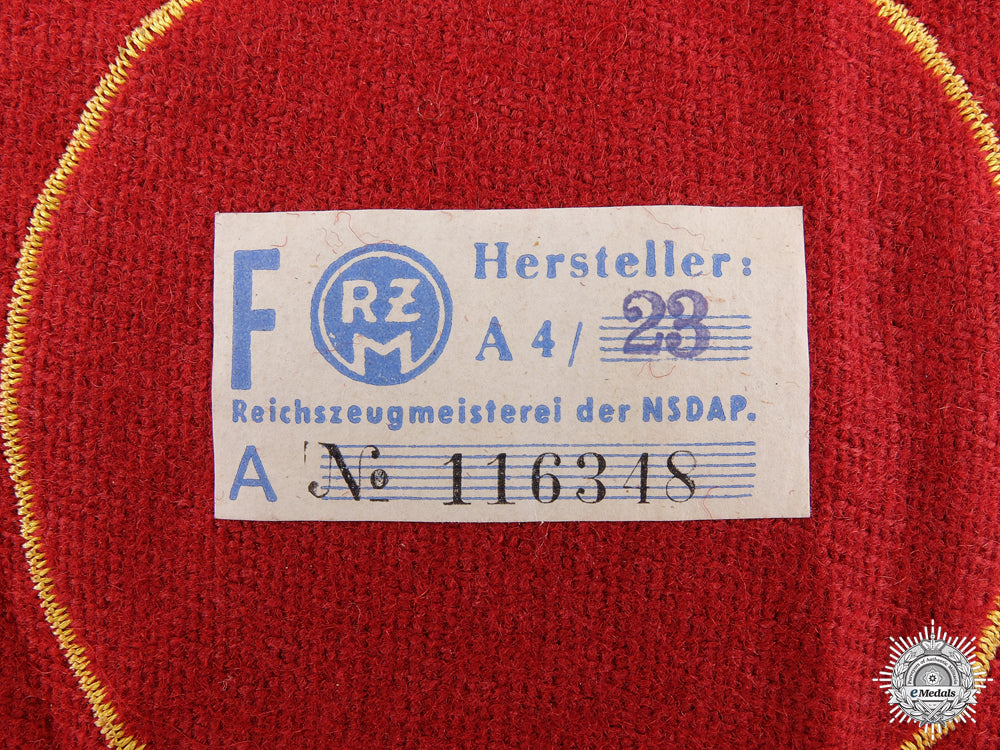 F
RZM
Hersteller:
A 4 / 23
Reichszeugmeisterei der NSDAP.
A № 116348
eMedals